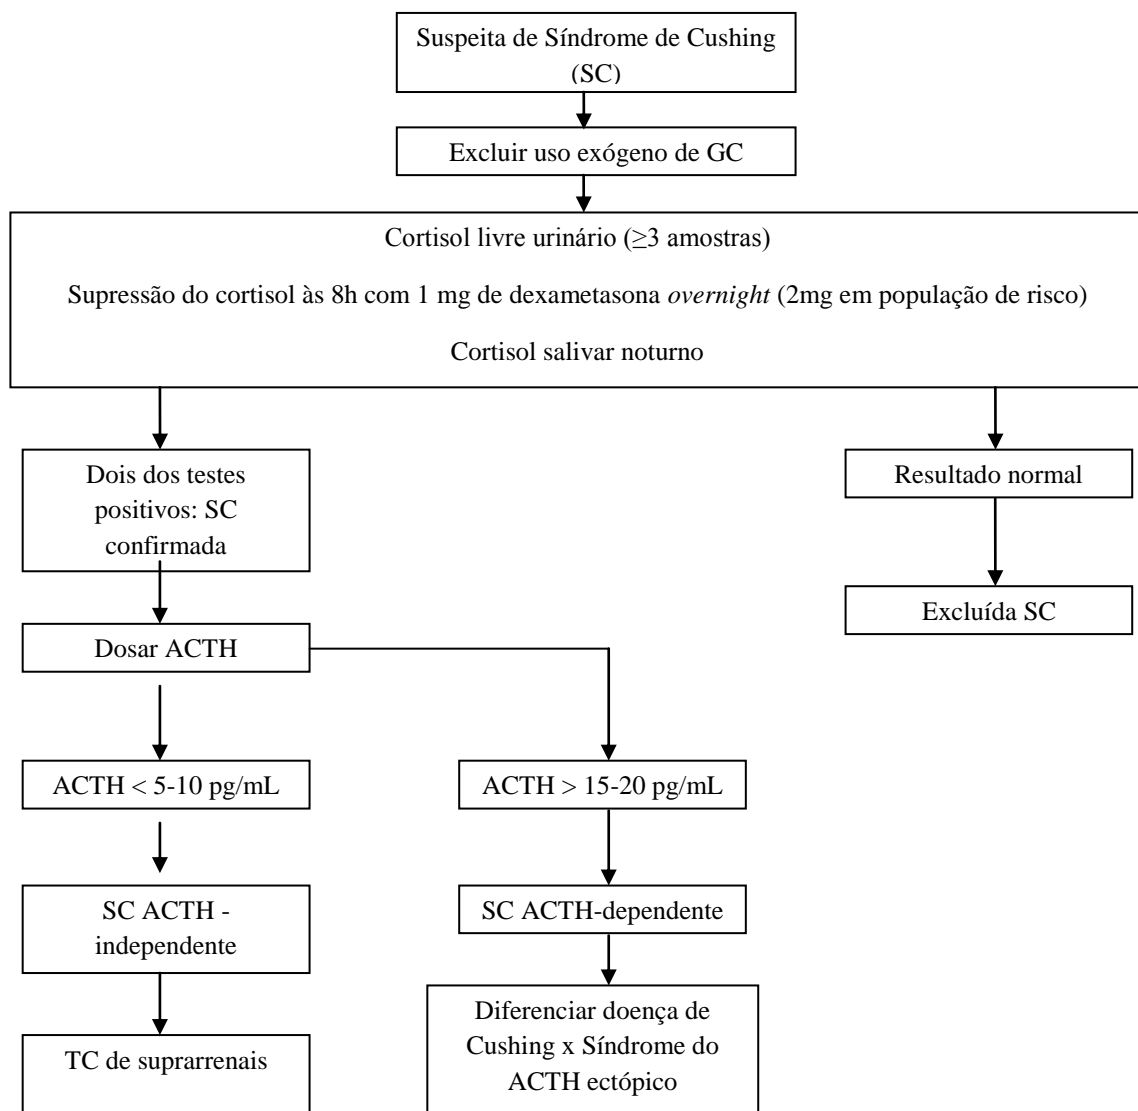 Suspeita de Síndrome de Cushing
(SC)
Excluir uso exógeno de GC
Cortisol livre urinário (≥3 amostras)
Supressão do cortisol às 8h com 1 mg de dexametasona overnight (2mg em população de risco)
Cortisol salivar noturno
Dois dos testes
positivos: SC
confirmada
Resultado normal
Excluída SC
Dosar ACTH
ACTH < 5-10 pg/mL
ACTH > 15-20 pg/mL
SC ACTH -
independente
SC ACTH-dependente
TC de suprarrenais
Diferenciar doença de
Cushing x Síndrome do
ACTH ectópico